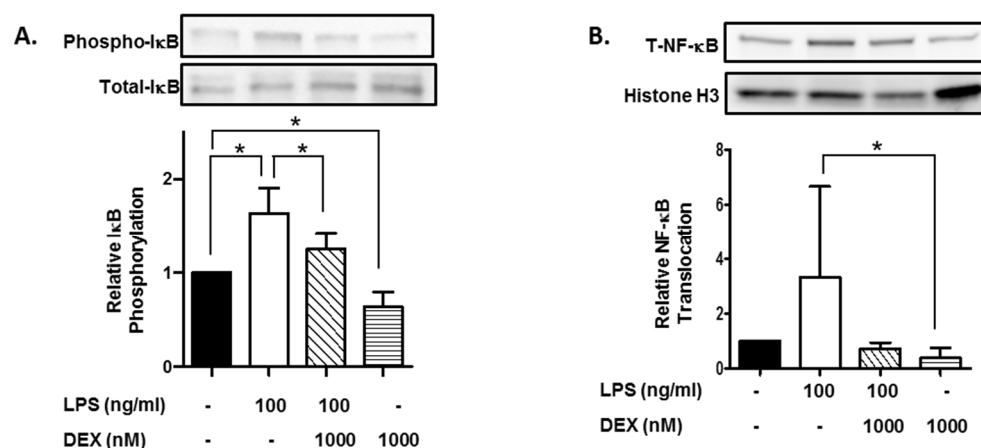 A.
Phospho-IκB
Total-IκB
* * *
2
1
0
Relative IκB
Phosphorylation
LPS (ng/ml) - 100 100 -
DEX (nM) - - 1000 1000
B.
T-NF-κB
Histone H3
*
8
6
4
2
0
Relative NF-κB
Translocation
LPS (ng/ml) - 100 100 -
DEX (nM) - - 1000 1000